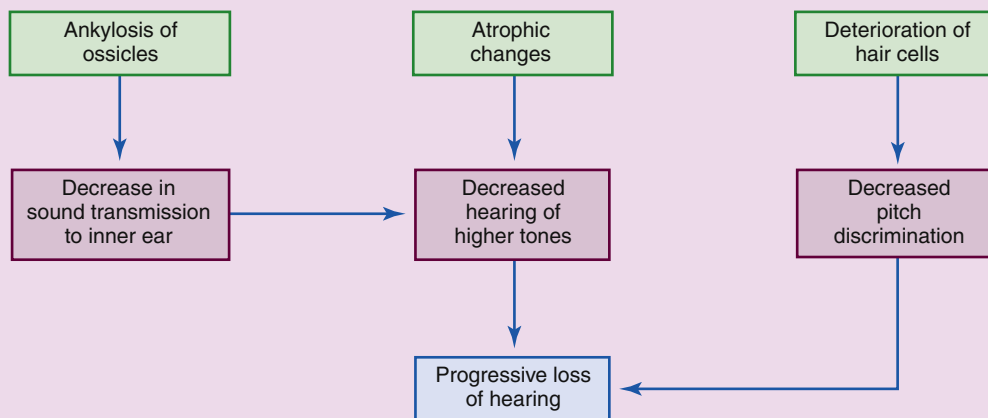 Ankylosis of
ossicles
Atrophic
changes
Deterioration of
hair cells
Decrease in
sound transmission
to inner ear
Decreased
hearing of
higher tones
Decreased
pitch
discrimination
Progressive loss
of hearing